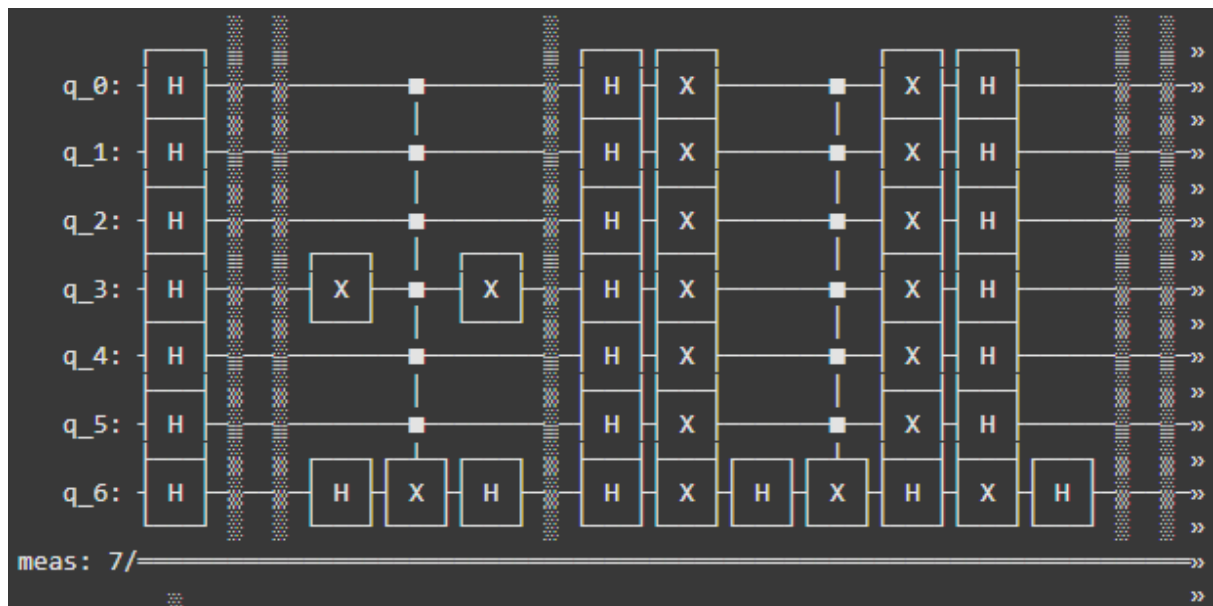 »
q_0: H H X X H »
»
q_1: H H X X H »
»
q_2: H H X X H »
»
q_3: H X X H X X H »
»
q_4: H H X X H »
»
q_5: H H X X H »
»
q_6: H H X H H X H X H X H »
»
meas: 7/ »
»